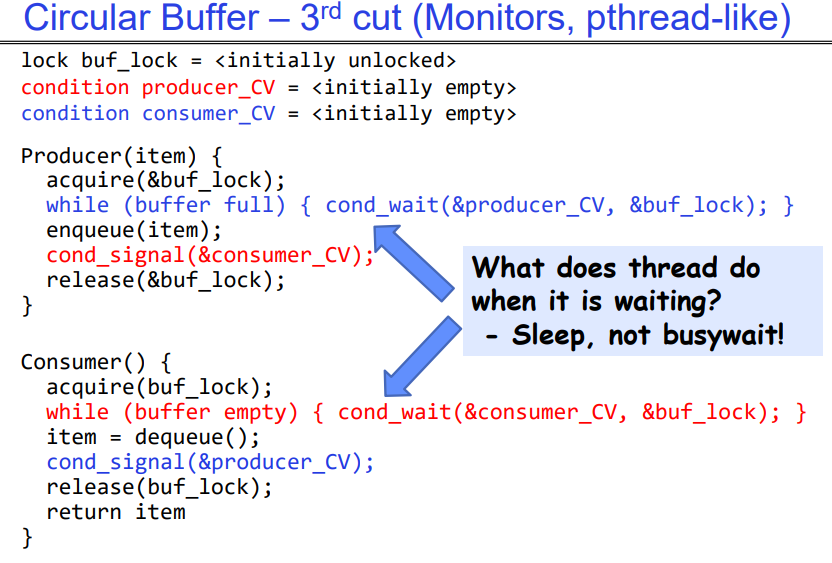 Circular Buffer – 3rd cut (Monitors, pthread-like)
lock buf_lock = <initially unlocked>
condition producer_CV = <initially empty>
condition consumer_CV = <initially empty>
Producer(item) {
acquire(&buf_lock);
while (buffer full) { cond_wait(&producer_CV, &buf_lock); }
enqueue(item);
cond_signal(&consumer_CV);
release(&buf_lock);
}
What does thread do
when it is waiting?
- Sleep, not busywait!
Consumer() {
acquire(buf_lock);
while (buffer empty) { cond_wait(&consumer_CV, &buf_lock); }
item = dequeue();
cond_signal(&producer_CV);
release(buf_lock);
return item
}